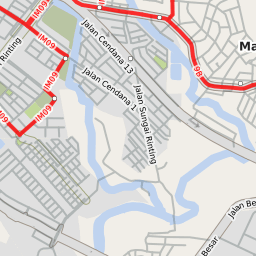 IM09
IM09
IM09
IM09
IM09
Rinting
Jalan Cendana 13
Jalan Cendana 1
Jalan Sungai Rinting
98
Ma
Jalan Be
Besar